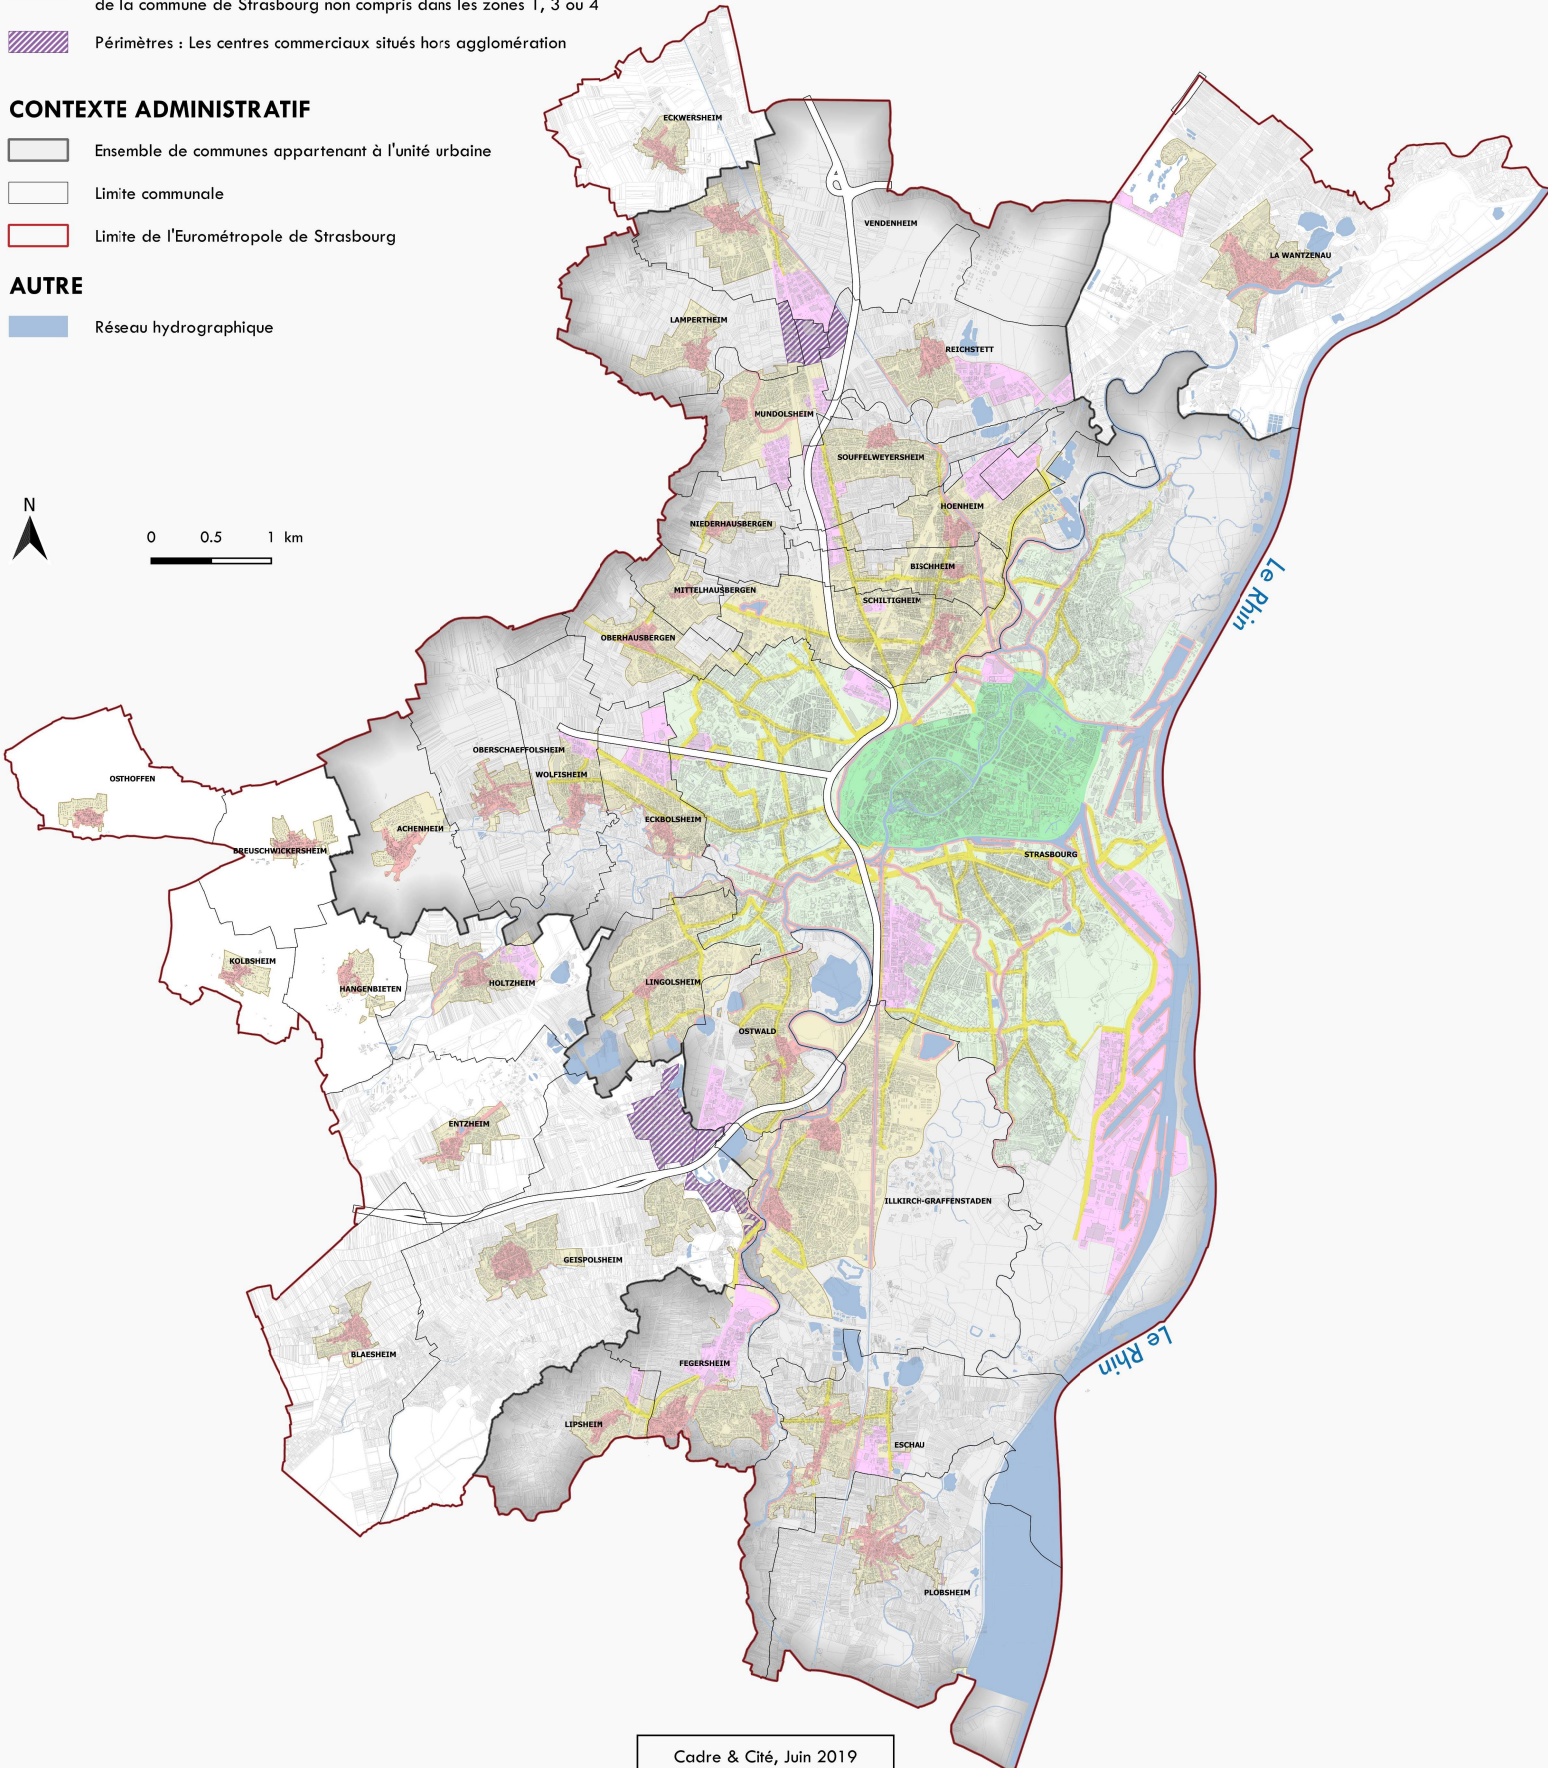 de la commune de Strasbourg non compris dans les zones 1, 3 ou 4
Périmètres : Les centres commerciaux situés hors agglomération
CONTEXTE ADMINISTRATIF
Ensemble de communes appartenant à l'unité urbaine
Limite communale
Limite de l'Eurométropole de Strasbourg
AUTRE
Réseau hydrographique
N
0 0.5 1 km
ECKWERSHEIM
VENDENHEIM
LA WANTZENAU
LAMPERTHEIM
REICHSTETT
MUNDOLSHEIM
SOUFFELWEYERSHEIM
HOENHEIM
NIEDERHAUSBERGEN
BISCHHEIM
MITTELHAUSBERGEN
SCHILTIGHEIM
Le Rhin
OBERHAUSBERGEN
OBERSCHAEFFOLSHEIM
WOLFISHEIM
OSTHOFFEN
ECKBOLSHEIM
ACHENHEIM
BREUSCHWICKERSHEIM
STRASBOURG
KOLBSHEIM
HANGENBIETEN
HOLTZHEIM
LINGOLSHEIM
OSTWALD
ENTZHEIM
ILLKIRCH-GRAFFENSTADEN
GEISPOLSHEIM
BLAESHEIM
Le Rhin
FEGERSHEIM
LIPSHEIM
ESCHAU
PLOBSHEIM
Cadre & Cité, Juin 2019